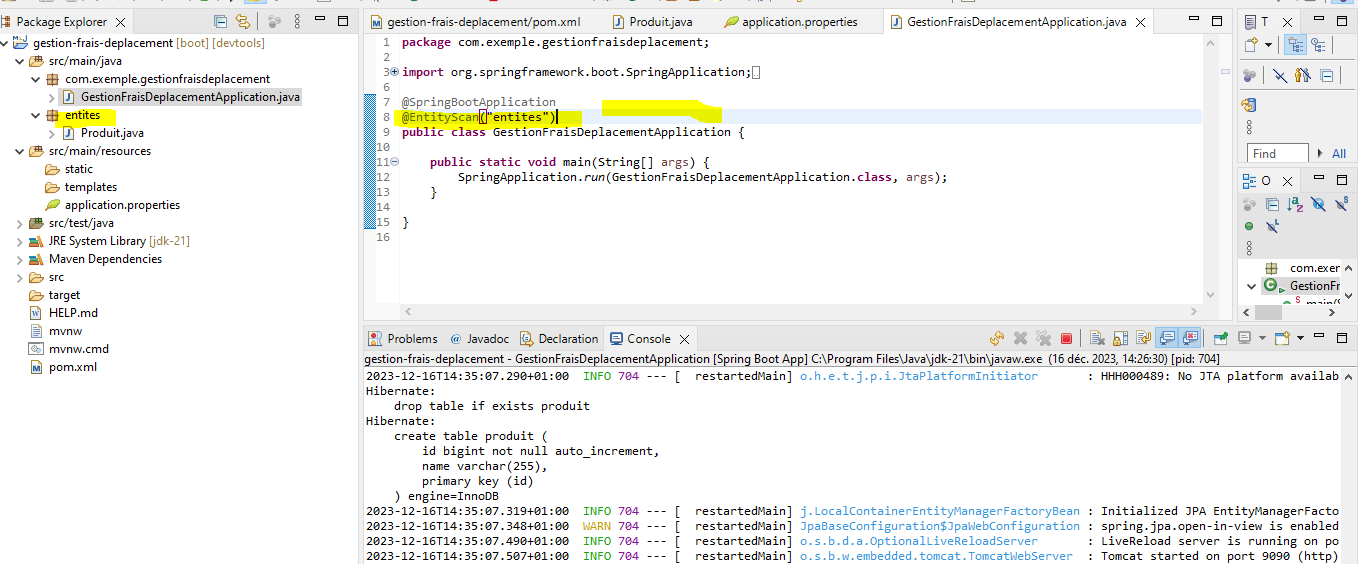 Package Explorer
gestion-frais-deplacement [boot] [devtools]
src/main/java
com.exemple.gestionfraisdeplacement
GestionFraisDeplacementApplication.java
entites
Produit.java
src/main/resources
static
templates
application.properties
src/test/java
JRE System Library [jdk-21]
Maven Dependencies
src
target
HELP.md
mvnw
mvnw.cmd
pom.xml
gestion-frais-deplacement/pom.xml
Produit.java
application.properties
GestionFraisDeplacementApplication.java
1 package com.exemple.gestionfraisdeplacement;
2
3 import org.springframework.boot.SpringApplication;
6
7 @SpringBootApplication
8 @EntityScan("entites")
9 public class GestionFraisDeplacementApplication {
10
11 public static void main(String[] args) {
12 SpringApplication.run(GestionFraisDeplacementApplication.class, args);
13 }
14
15 }
16
T
Find
All
O
com.exer
GestionFr
main(S
Problems
Javadoc
Declaration
Console
gestion-frais-deplacement - GestionFraisDeplacementApplication [Spring Boot App] C:\Program Files\Java\jdk-21\bin\javaw.exe (16 déc. 2023, 14:26:30) [pid: 704]
2023-12-16T14:35:07.290+01:00 INFO 704 --- [ restartedMain] o.h.e.t.j.p.i.JtaPlatformInitiator : HHH000489: No JTA platform availab
Hibernate:
drop table if exists produit
Hibernate:
create table produit (
id bigint not null auto_increment,
name varchar(255),
primary key (id)
) engine=InnoDB
2023-12-16T14:35:07.319+01:00 INFO 704 --- [ restartedMain] j.LocalContainerEntityManagerFactoryBean : Initialized JPA EntityManagerFacto
2023-12-16T14:35:07.348+01:00 WARN 704 --- [ restartedMain] JpaBaseConfiguration$JpaWebConfiguration : spring.jpa.open-in-view is enabled
2023-12-16T14:35:07.490+01:00 INFO 704 --- [ restartedMain] o.s.b.d.a.OptionalLiveReloadServer : LiveReload server is running on po
2023-12-16T14:35:07.507+01:00 INFO 704 --- [ restartedMain] o.s.b.w.embedded.tomcat.TomcatWebServer : Tomcat started on port 9090 (http)